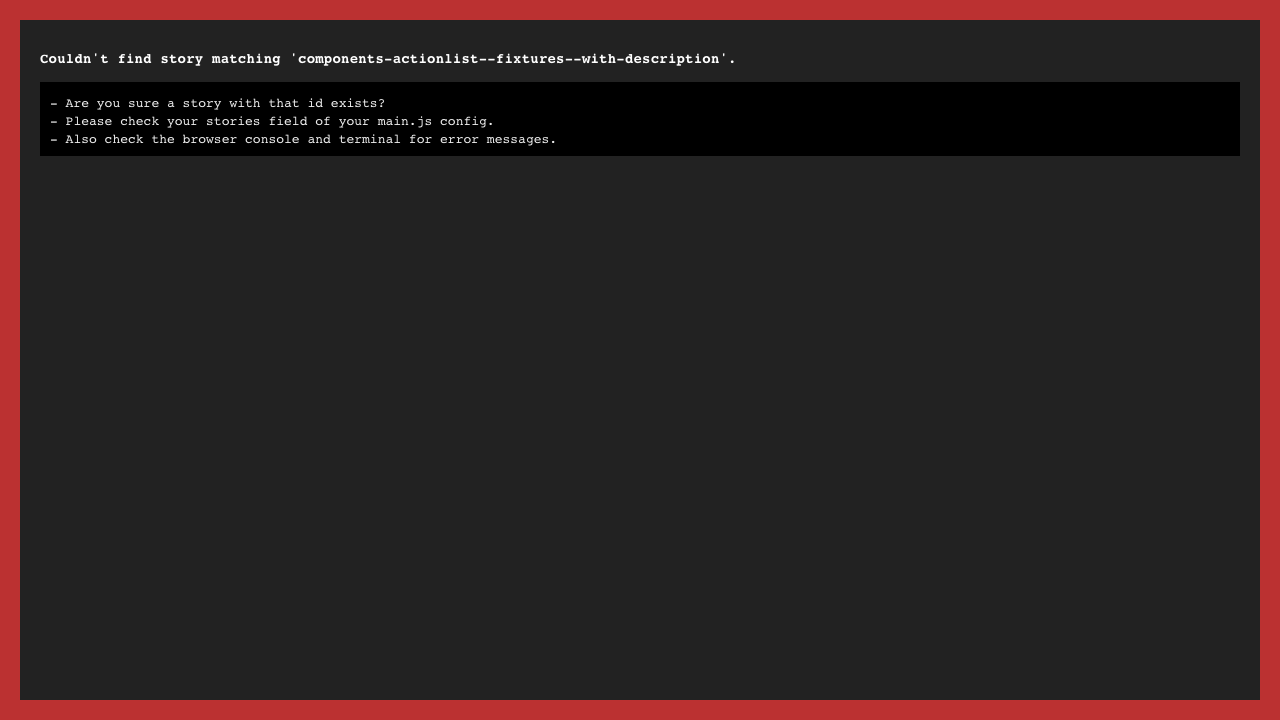 Couldn't find story matching 'components-actionlist--fixtures--with-description'.
- Are you sure a story with that id exists?
- Please check your stories field of your main.js config.
- Also check the browser console and terminal for error messages.